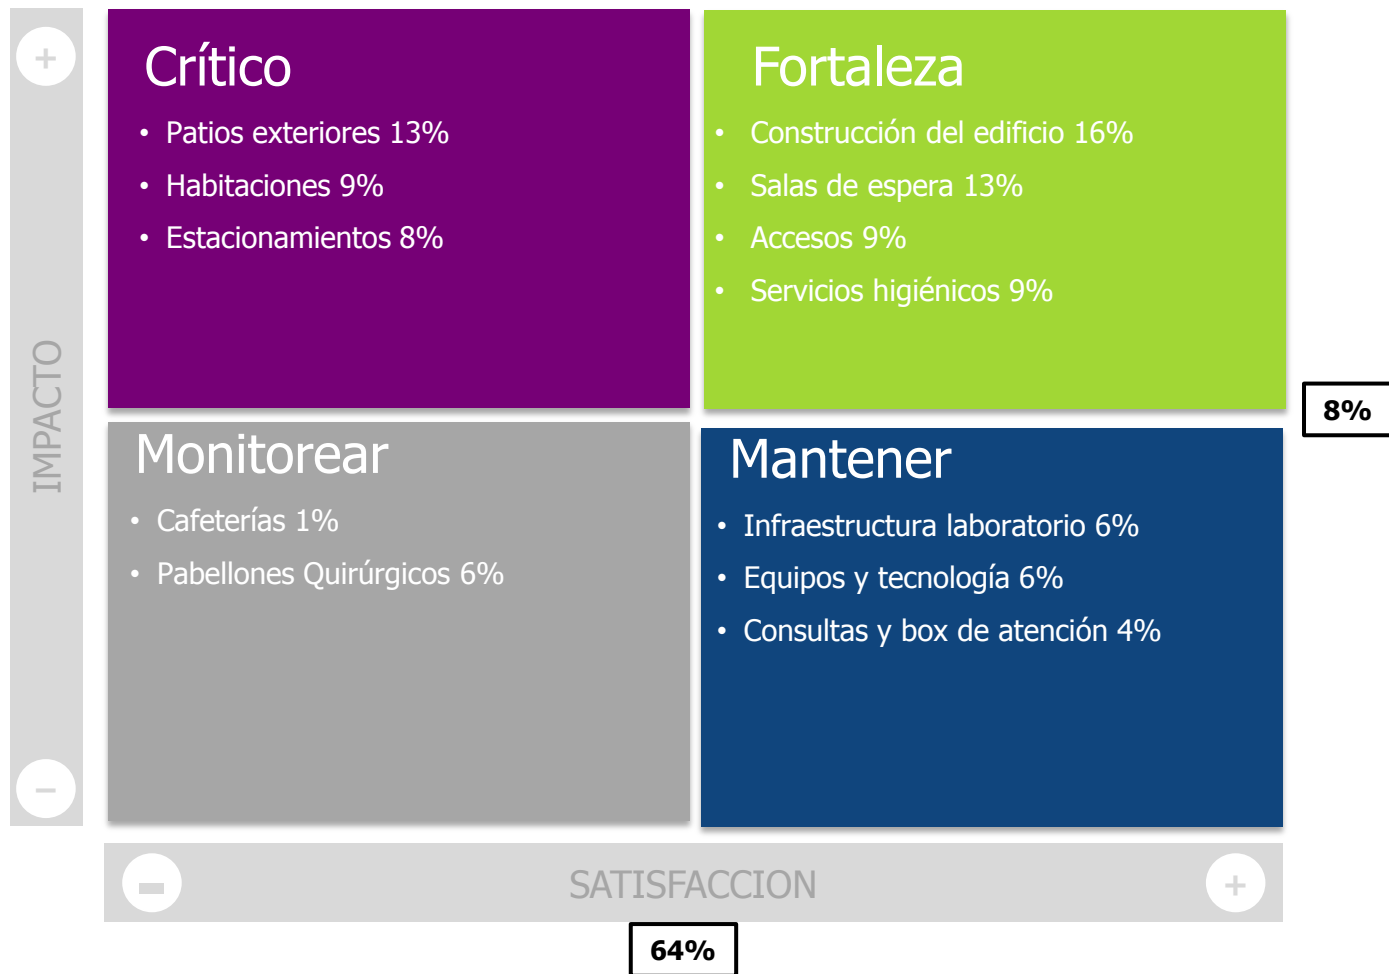 +
Crítico
• Patios exteriores 13%
• Habitaciones 9%
• Estacionamientos 8%
Fortaleza
• Construcción del edificio 16%
• Salas de espera 13%
• Accesos 9%
• Servicios higiénicos 9%
IMPACTO
8%
Monitorear
• Cafeterías 1%
• Pabellones Quirúrgicos 6%
Mantener
• Infraestructura laboratorio 6%
• Equipos y tecnología 6%
• Consultas y box de atención 4%
–
-
SATISFACCION
+
64%